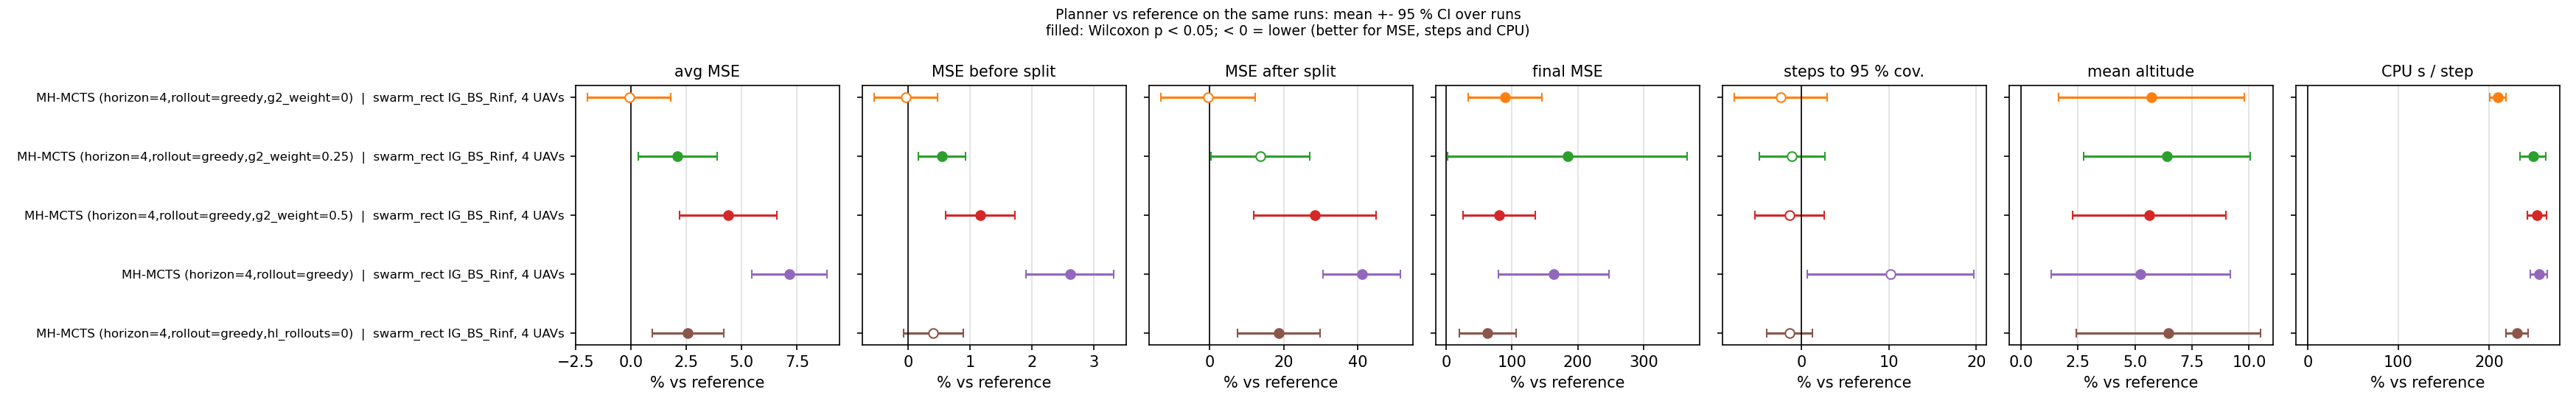 Planner vs reference on the same runs: mean +- 95 % CI over runs
filled: Wilcoxon p < 0.05; < 0 = lower (better for MSE, steps and CPU)
avg MSE
MSE before split
MSE after split
final MSE
steps to 95 % cov.
mean altitude
CPU s / step
MH-MCTS (horizon=4,rollout=greedy,g2_weight=0) | swarm_rect IG_BS_Rinf, 4 UAVs
MH-MCTS (horizon=4,rollout=greedy,g2_weight=0.25) | swarm_rect IG_BS_Rinf, 4 UAVs
MH-MCTS (horizon=4,rollout=greedy,g2_weight=0.5) | swarm_rect IG_BS_Rinf, 4 UAVs
MH-MCTS (horizon=4,rollout=greedy) | swarm_rect IG_BS_Rinf, 4 UAVs
MH-MCTS (horizon=4,rollout=greedy,hl_rollouts=0) | swarm_rect IG_BS_Rinf, 4 UAVs
−2.5 0.0 2.5 5.0 7.5
0 1 2 3
0 20 40
0 100 200 300
0 10 20
0.0 2.5 5.0 7.5 10.0
0 100 200
% vs reference
% vs reference
% vs reference
% vs reference
% vs reference
% vs reference
% vs reference